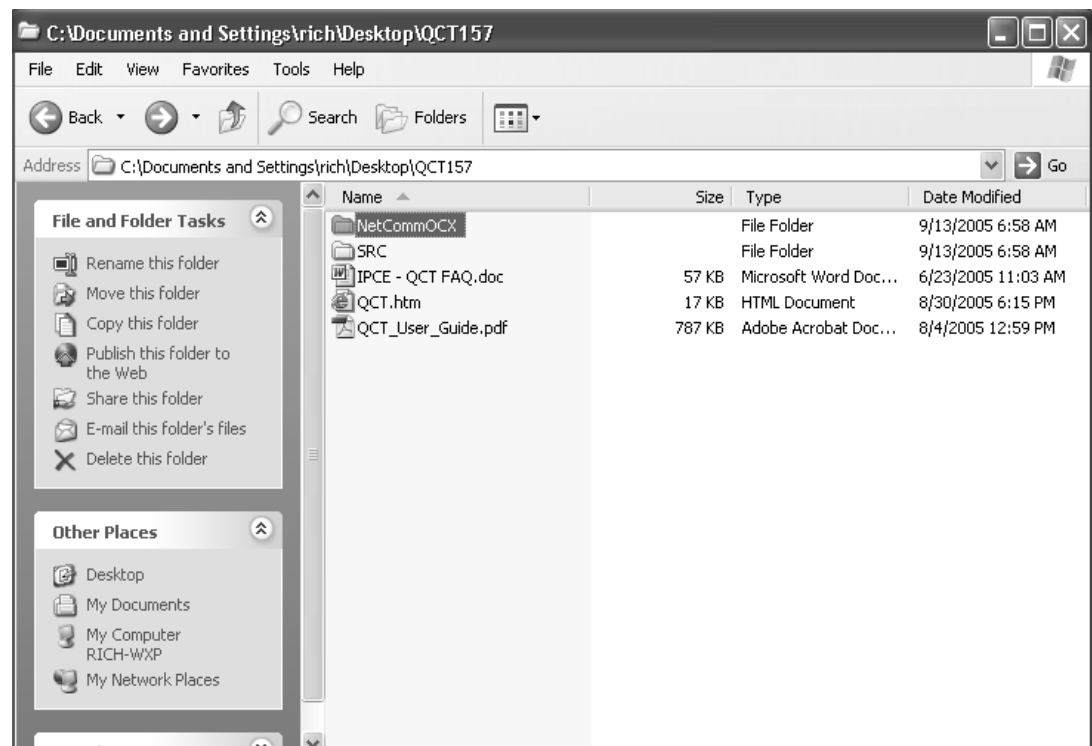 C:\Documents and Settings\rich\Desktop\QCT157
File Edit View Favorites Tools Help
Back Search Folders
Address C:\Documents and Settings\rich\Desktop\QCT157 Go
File and Folder Tasks
Rename this folder
Move this folder
Copy this folder
Publish this folder to
the Web
Share this folder
E-mail this folder's files
Delete this folder
Other Places
Desktop
My Documents
My Computer
RICH-WXP
My Network Places
Name Size Type Date Modified
NetCommOCX File Folder 9/13/2005 6:58 AM
SRC File Folder 9/13/2005 6:58 AM
IPCE - QCT FAQ.doc 57 KB Microsoft Word Doc... 6/23/2005 11:03 AM
QCT.htm 17 KB HTML Document 8/30/2005 6:15 PM
QCT_User_Guide.pdf 787 KB Adobe Acrobat Doc... 8/4/2005 12:59 PM